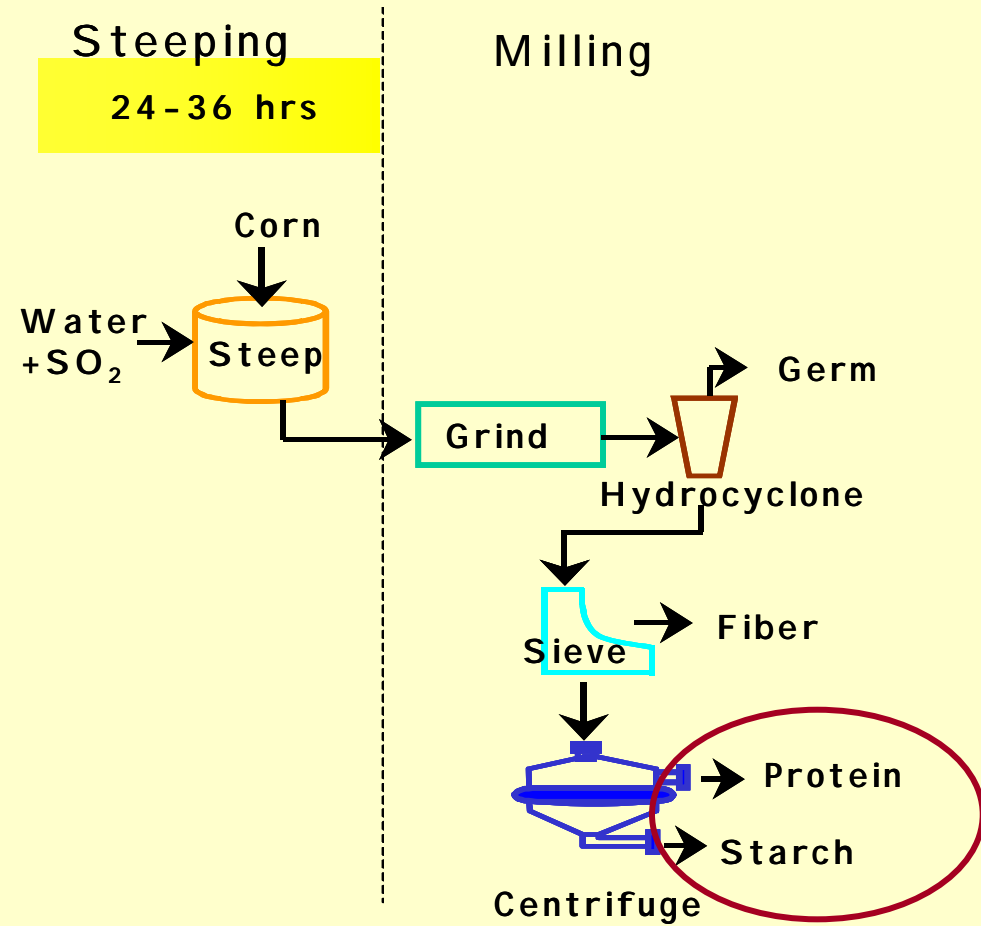 Steeping
Milling
24-36 hrs
Corn
Water
+SO₂
Steep
Germ
Grind
Hydrocyclone
Fiber
Sieve
Protein
Starch
Centrifuge